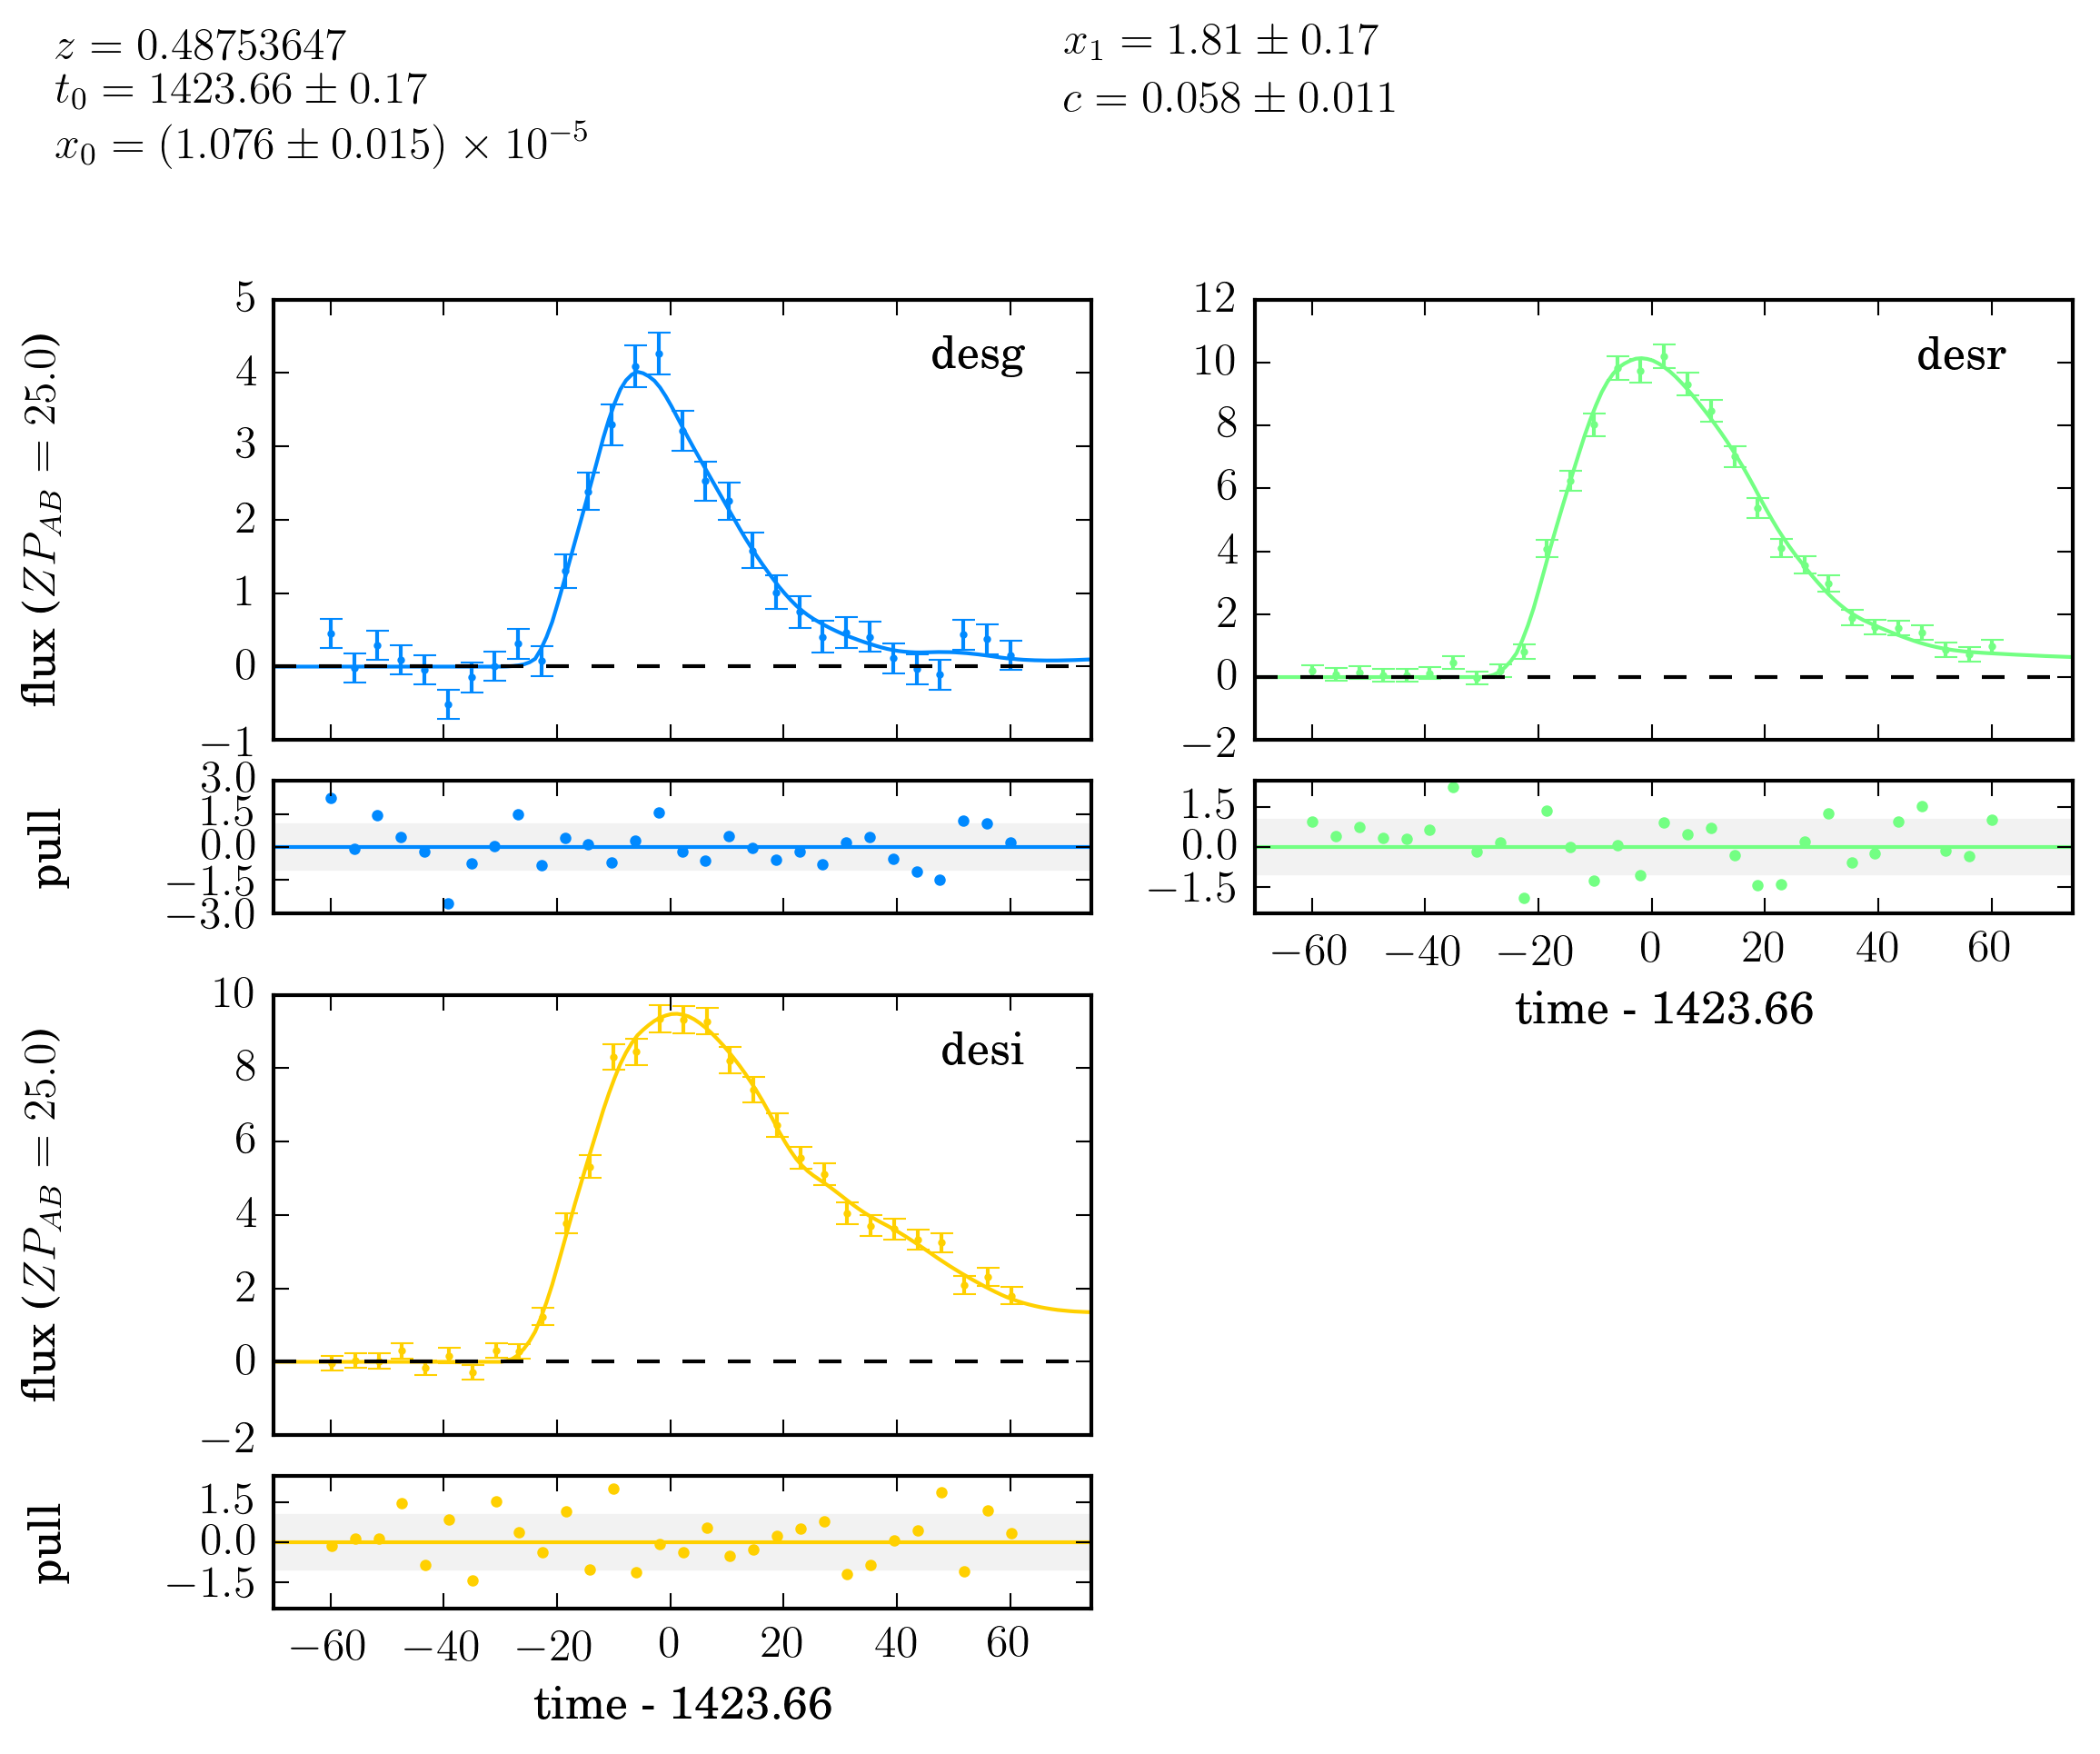 z = 0.48753647
t₀ = 1423.66 ± 0.17
x₀ = (1.076 ± 0.015) × 10⁻⁵
x₁ = 1.81 ± 0.17
c = 0.058 ± 0.011
flux (ZP_AB = 25.0)
5
4
3
2
1
0
−1
desg
pull
3.0
1.5
0.0
−1.5
−3.0
12
10
8
6
4
2
0
−2
desr
1.5
0.0
−1.5
−60 −40 −20 0 20 40 60
time - 1423.66
flux (ZP_AB = 25.0)
10
8
6
4
2
0
−2
desi
pull
1.5
0.0
−1.5
−60 −40 −20 0 20 40 60
time - 1423.66